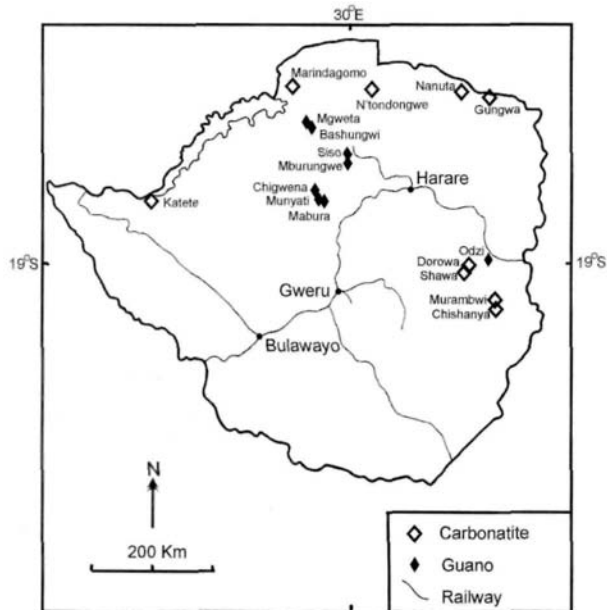 30°E
Marindagomo
N'tondongwe
Nanuta
Gungwa
Mgweta
Bashungwi
Siso
Mburungwe
Harare
Chigwena
Munyati
Mabura
Katete
19°S
Odzi
Dorowa
Shawa
19°S
Gweru
Murambwi
Chishanya
Bulawayo
N
200 Km
Carbonatite
Guano
Railway